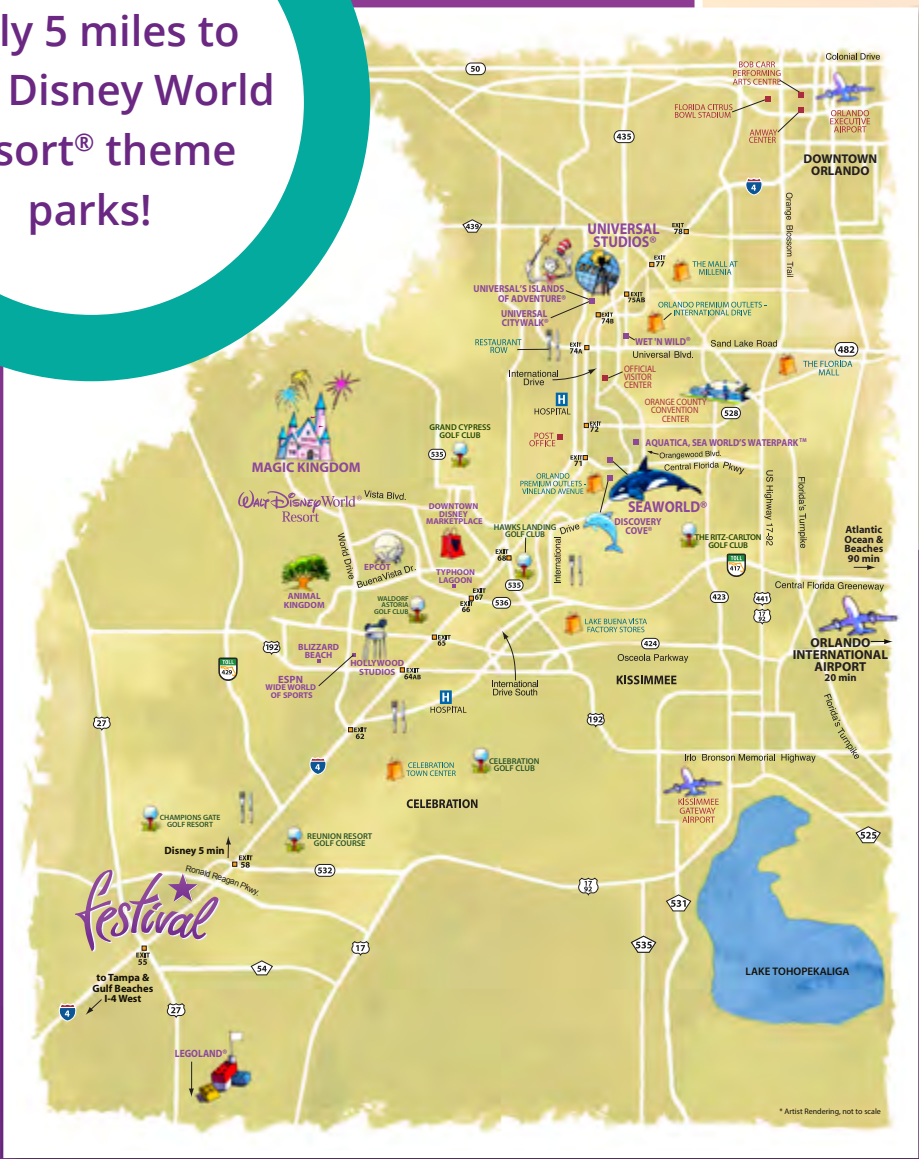 ly 5 miles to
Disney World
sort® theme
parks!
Colonial Drive
50
BOB CARR
PERFORMING
ARTS CENTRE
FLORIDA CITRUS
BOWL STADIUM
AMWAY
CENTER
ORLANDO
EXECUTIVE
AIRPORT
435
DOWNTOWN
ORLANDO
4
Orange Blossom Trail
439
UNIVERSAL
STUDIOS®
EXIT
78
EXIT
77
THE MALL AT
MILLENIA
UNIVERSAL'S ISLANDS
OF ADVENTURE®
EXIT
75AB
UNIVERSAL
CITYWALK®
EXIT
74B
ORLANDO PREMIUM OUTLETS -
INTERNATIONAL DRIVE
RESTAURANT
ROW
EXIT
74A
WET 'N WILD®
Universal Blvd.
Sand Lake Road
482
THE FLORIDA
MALL
International
Drive
OFFICIAL
VISITOR
CENTER
H
HOSPITAL
ORANGE COUNTY
CONVENTION
CENTER
528
GRAND CYPRESS
GOLF CLUB
535
POST
OFFICE
EXIT
72
AQUATICA, SEA WORLD'S WATERPARK™
Orangewood Blvd.
EXIT
71
Central Florida Pkwy
MAGIC KINGDOM
ORLANDO
PREMIUM OUTLETS -
VINELAND AVENUE
SEAWORLD®
DISCOVERY
COVE®
Walt Disney World®
Resort
Vista Blvd.
DOWNTOWN
DISNEY
MARKETPLACE
HAWKS LANDING
GOLF CLUB
International Drive
US Highway 17-92
Florida's Turnpike
THE RITZ-CARLTON
GOLF CLUB
Atlantic
Ocean &
Beaches
90 min
World Drive
EPCOT
Buena Vista Dr.
TYPHOON
LAGOON
EXIT
68
535
TOLL
417
ANIMAL
KINGDOM
WALDORF
ASTORIA
GOLF CLUB
EXIT
67
EXIT
66
536
423
441
17
92
Central Florida Greeneway
LAKE BUENA VISTA
FACTORY STORES
192
EXIT
65
424
Osceola Parkway
ORLANDO
INTERNATIONAL
AIRPORT
20 min
BLIZZARD
BEACH
HOLLYWOOD
STUDIOS
EXIT
64AB
TOLL
429
ESPN
WIDE WORLD
OF SPORTS
International
Drive South
KISSIMMEE
H
HOSPITAL
27
EXIT
62
192
Florida's Turnpike
4
CELEBRATION
TOWN CENTER
CELEBRATION
GOLF CLUB
Irlo Bronson Memorial Highway
CELEBRATION
KISSIMMEE
GATEWAY
AIRPORT
CHAMPIONS GATE
GOLF RESORT
REUNION RESORT
GOLF COURSE
525
Disney 5 min
EXIT
58
532
Ronald Reagan Pkwy.
17
92
festival
531
535
EXIT
55
17
54
to Tampa &
Gulf Beaches
I-4 West
LAKE TOHOPEKALIGA
4
27
LEGOLAND®
* Artist Rendering, not to scale